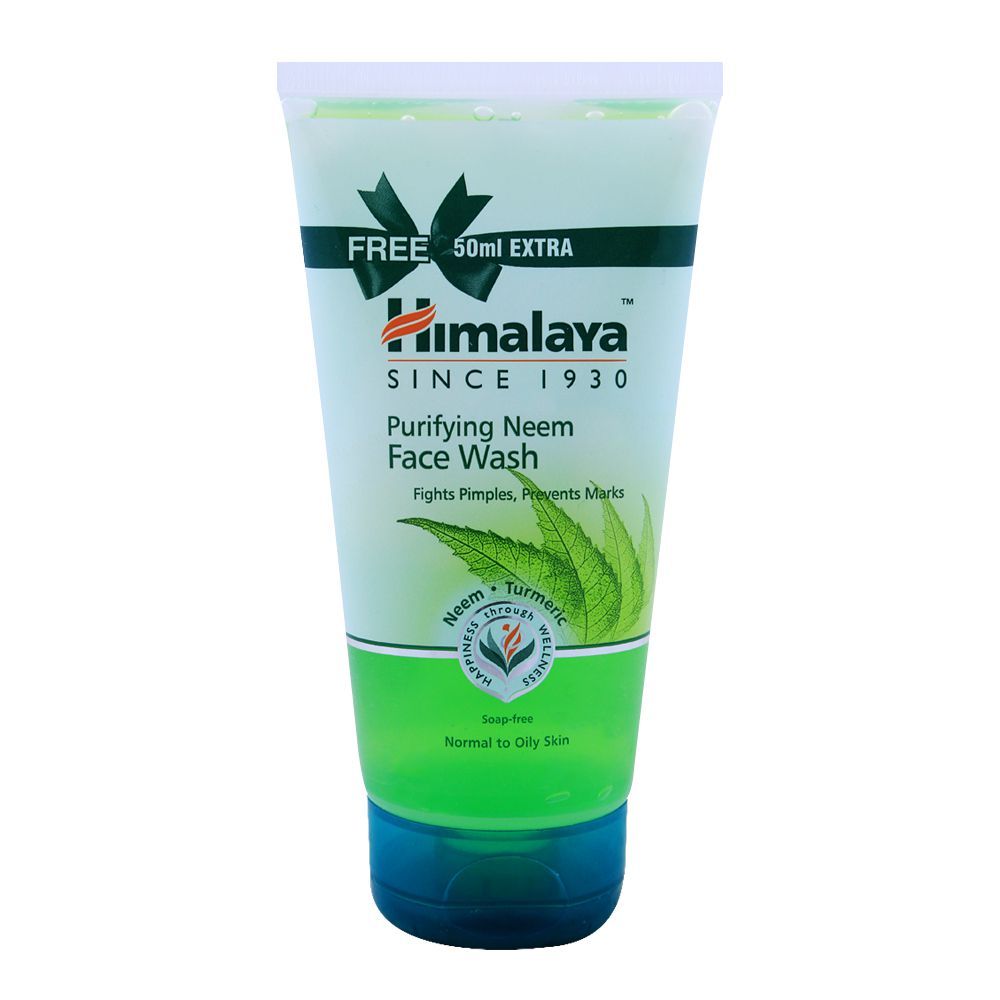 FREE 50ml EXTRA
Himalaya™
SINCE 1930
Purifying Neem
Face Wash
Fights Pimples, Prevents Marks
Neem • Turmeric
HAPPINESS through WELLNESS
Soap-free
Normal to Oily Skin